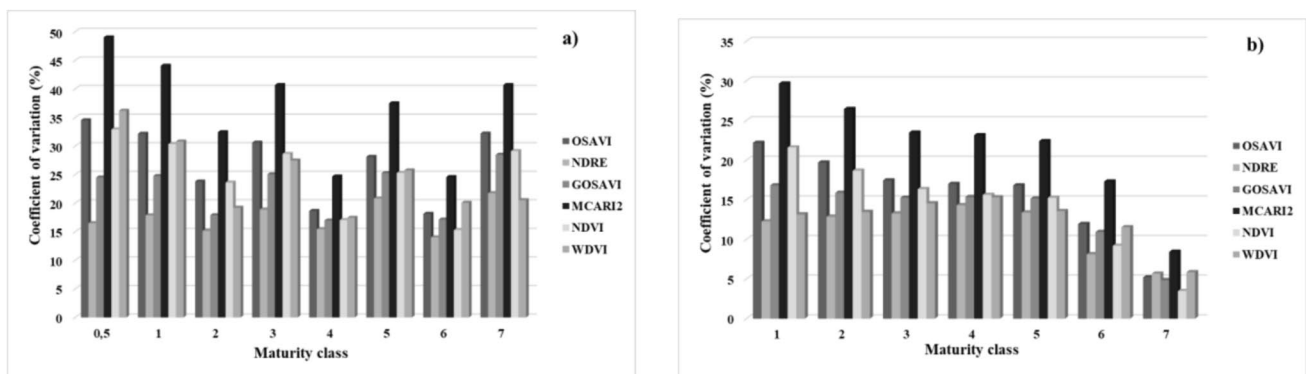 a)
Coefficient of variation (%)
50
45
40
35
30
25
20
15
10
5
0
0,5 1 2 3 4 5 6 7
Maturity class
OSAVI
NDRE
GOSAVI
MCARI2
NDVI
WDVI
b)
Coefficient of variation (%)
35
30
25
20
15
10
5
0
1 2 3 4 5 6 7
Maturity class
OSAVI
NDRE
GOSAVI
MCARI2
NDVI
WDVI